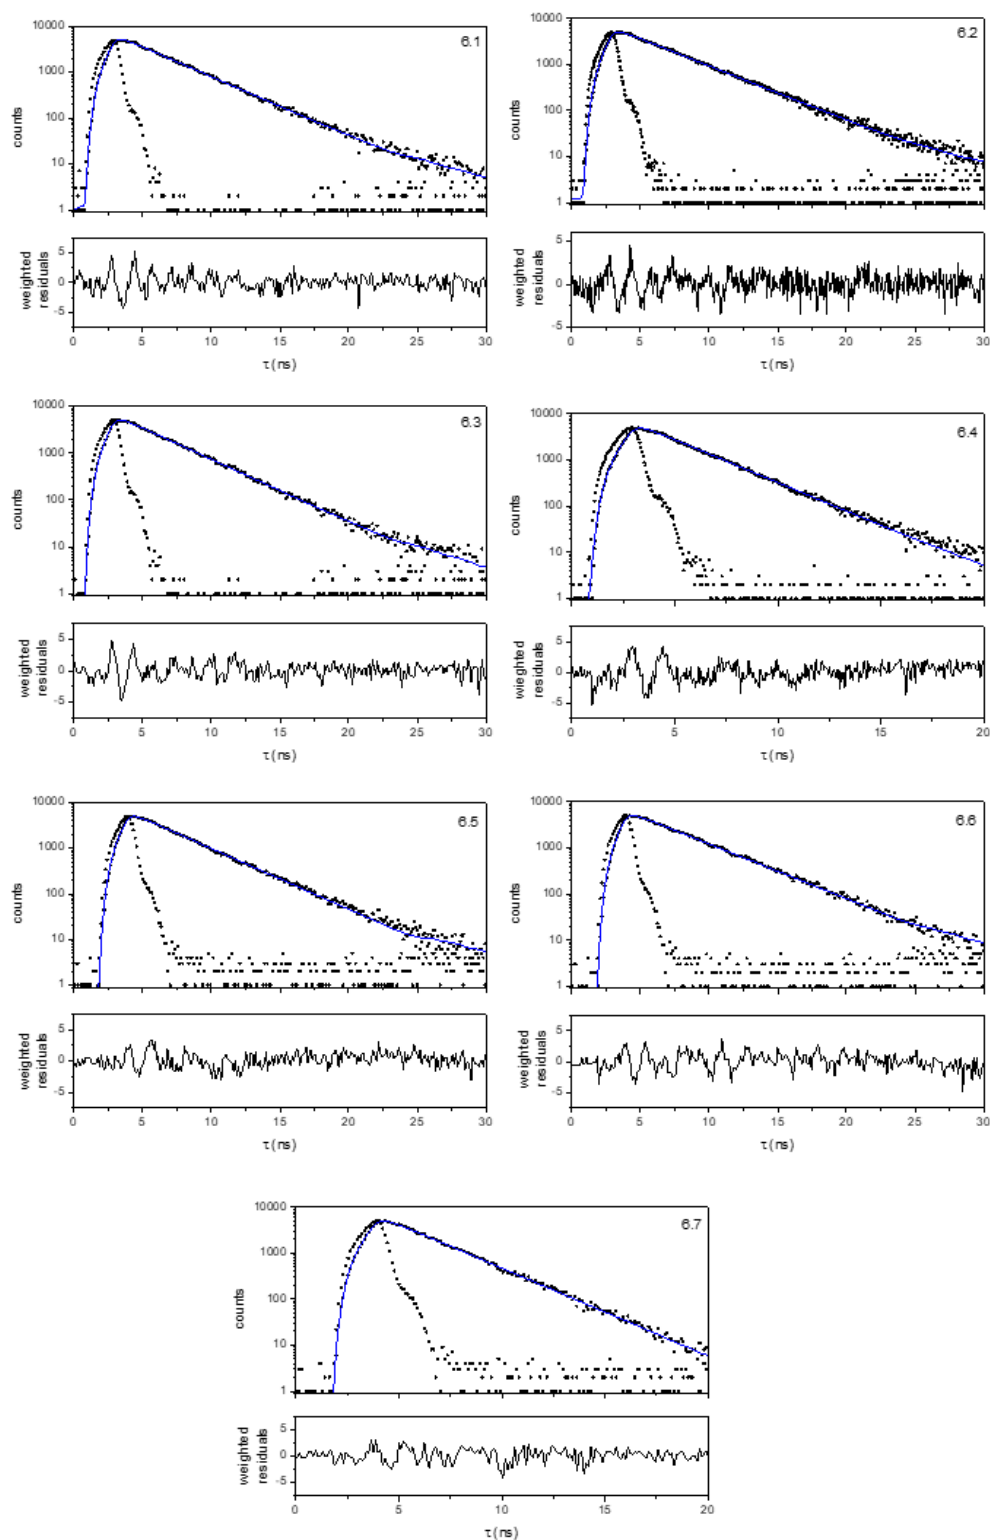 10000
1000
100
10
1
counts
6.1
5
0
-5
weighted
residuals
0 5 10 15 20 25 30
τ(ns)
10000
1000
100
10
1
counts
6.2
5
0
-5
weighted
residuals
0 5 10 15 20 25 30
τ(ns)
10000
1000
100
10
1
counts
6.3
5
0
-5
weighted
residuals
0 5 10 15 20 25 30
τ(ns)
10000
1000
100
10
1
counts
6.4
5
0
-5
wieghted
residuals
0 5 10 15 20
τ(ns)
10000
1000
100
10
1
counts
6.5
5
0
-5
weighted
residuals
0 5 10 15 20 25 30
τ(ns)
10000
1000
100
10
1
counts
6.6
5
0
-5
weighted
residuals
0 5 10 15 20 25 30
τ(ns)
10000
1000
100
10
1
counts
6.7
5
0
-5
weighted
residuals
0 5 10 15 20
τ(ns)